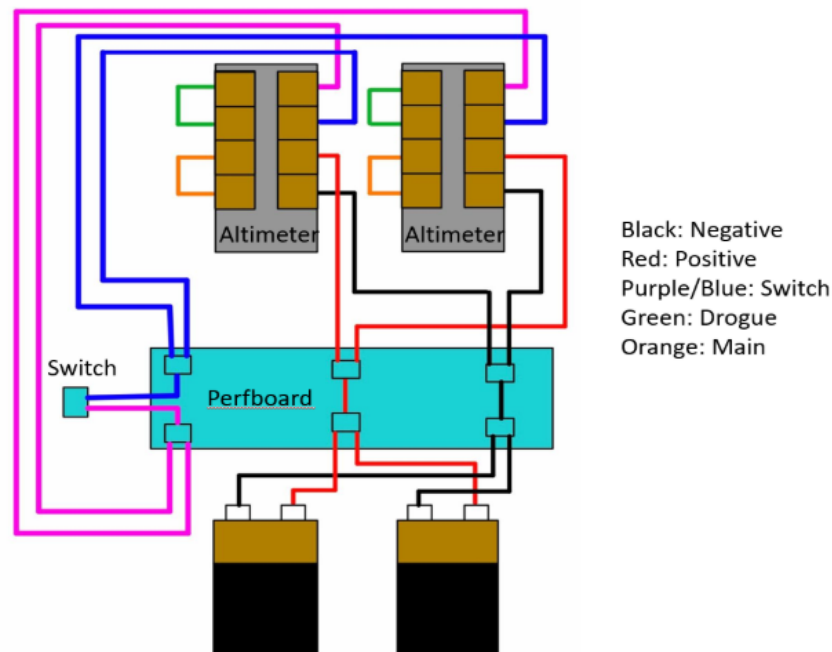 Altimeter
Altimeter
Black: Negative
Red: Positive
Purple/Blue: Switch
Green: Drogue
Orange: Main
Switch
Perfboard